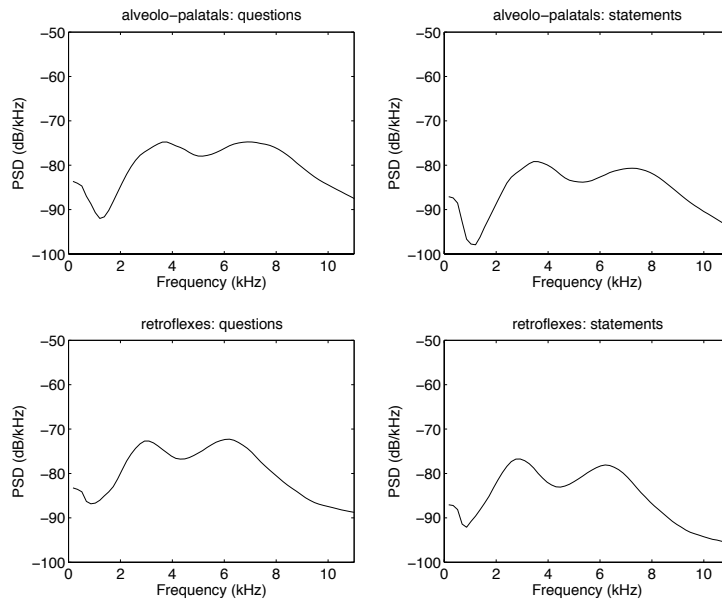 alveolo-palatals: questions
−50
−60
−70
−80
−90
−100
PSD (dB/kHz)
0 2 4 6 8 10
Frequency (kHz)
alveolo-palatals: statements
−50
−60
−70
−80
−90
−100
PSD (dB/kHz)
0 2 4 6 8 10
Frequency (kHz)
retroflexes: questions
−50
−60
−70
−80
−90
−100
PSD (dB/kHz)
0 2 4 6 8 10
Frequency (kHz)
retroflexes: statements
−50
−60
−70
−80
−90
−100
PSD (dB/kHz)
0 2 4 6 8 10
Frequency (kHz)